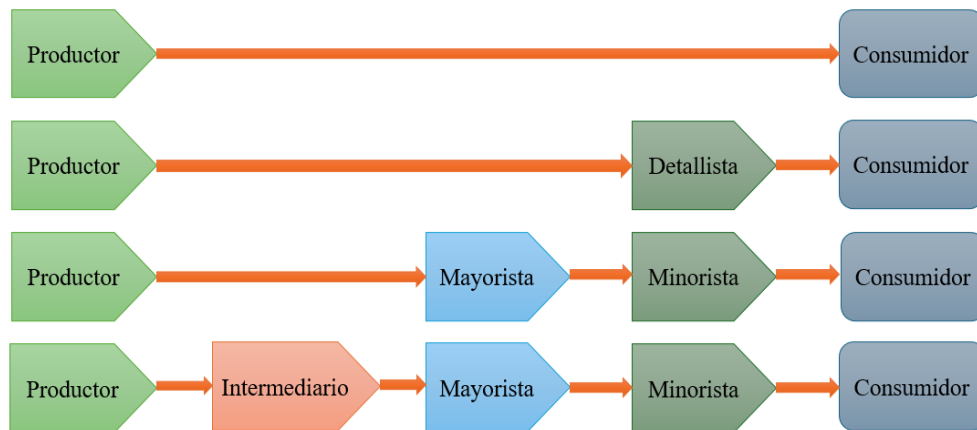 Productor Consumidor
Productor Detallista Consumidor
Productor Mayorista Minorista Consumidor
Productor Intermediario Mayorista Minorista Consumidor